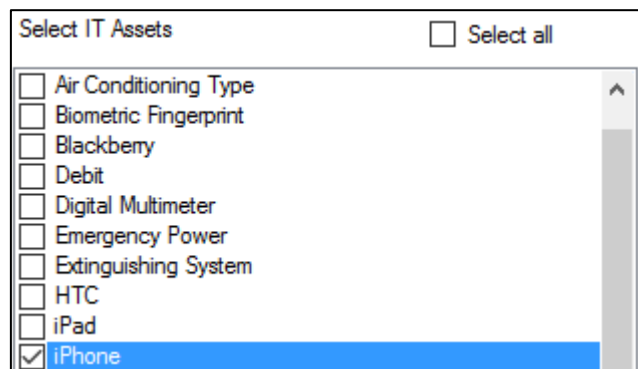 Select IT Assets Select all
Air Conditioning Type
Biometric Fingerprint
Blackberry
Debit
Digital Multimeter
Emergency Power
Extinguishing System
HTC
iPad
iPhone